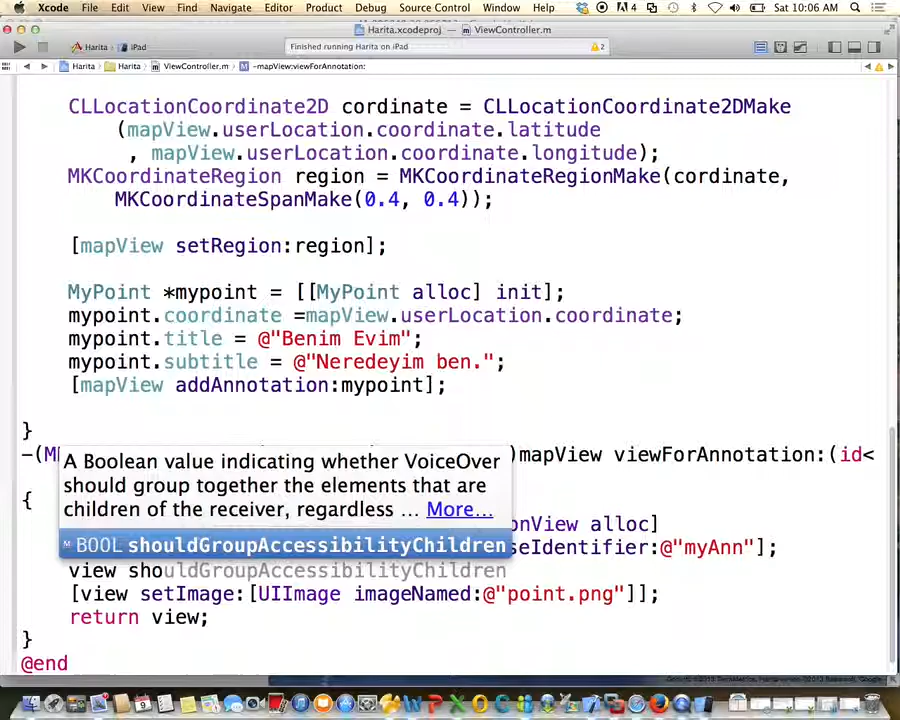 Xcode File Edit View Find Navigate Editor Product Debug Source Control Window Help 4 Sat 10:06 AM
Harita.xcodeproj — ViewController.m
Harita iPad Finished running Harita on iPad 2
Harita Harita ViewController.m -mapView:viewForAnnotation:
CLLocationCoordinate2D cordinate = CLLocationCoordinate2DMake
(mapView.userLocation.coordinate.latitude
, mapView.userLocation.coordinate.longitude);
MKCoordinateRegion region = MKCoordinateRegionMake(cordinate,
MKCoordinateSpanMake(0.4, 0.4));
[mapView setRegion:region];
MyPoint *mypoint = [[MyPoint alloc] init];
mypoint.coordinate =mapView.userLocation.coordinate;
mypoint.title = @"Benim Evim";
mypoint.subtitle = @"Neredeyim ben.";
[mapView addAnnotation:mypoint];
}
-(M )mapView viewForAnnotation:(id<
A Boolean value indicating whether VoiceOver
should group together the elements that are
children of the receiver, regardless ... More...
{
onView alloc]
M BOOL shouldGroupAccessibilityChildren
seIdentifier:@"myAnn"];
view shouldGroupAccessibilityChildren
[view setImage:[UIImage imageNamed:@"point.png"]];
return view;
}
@end